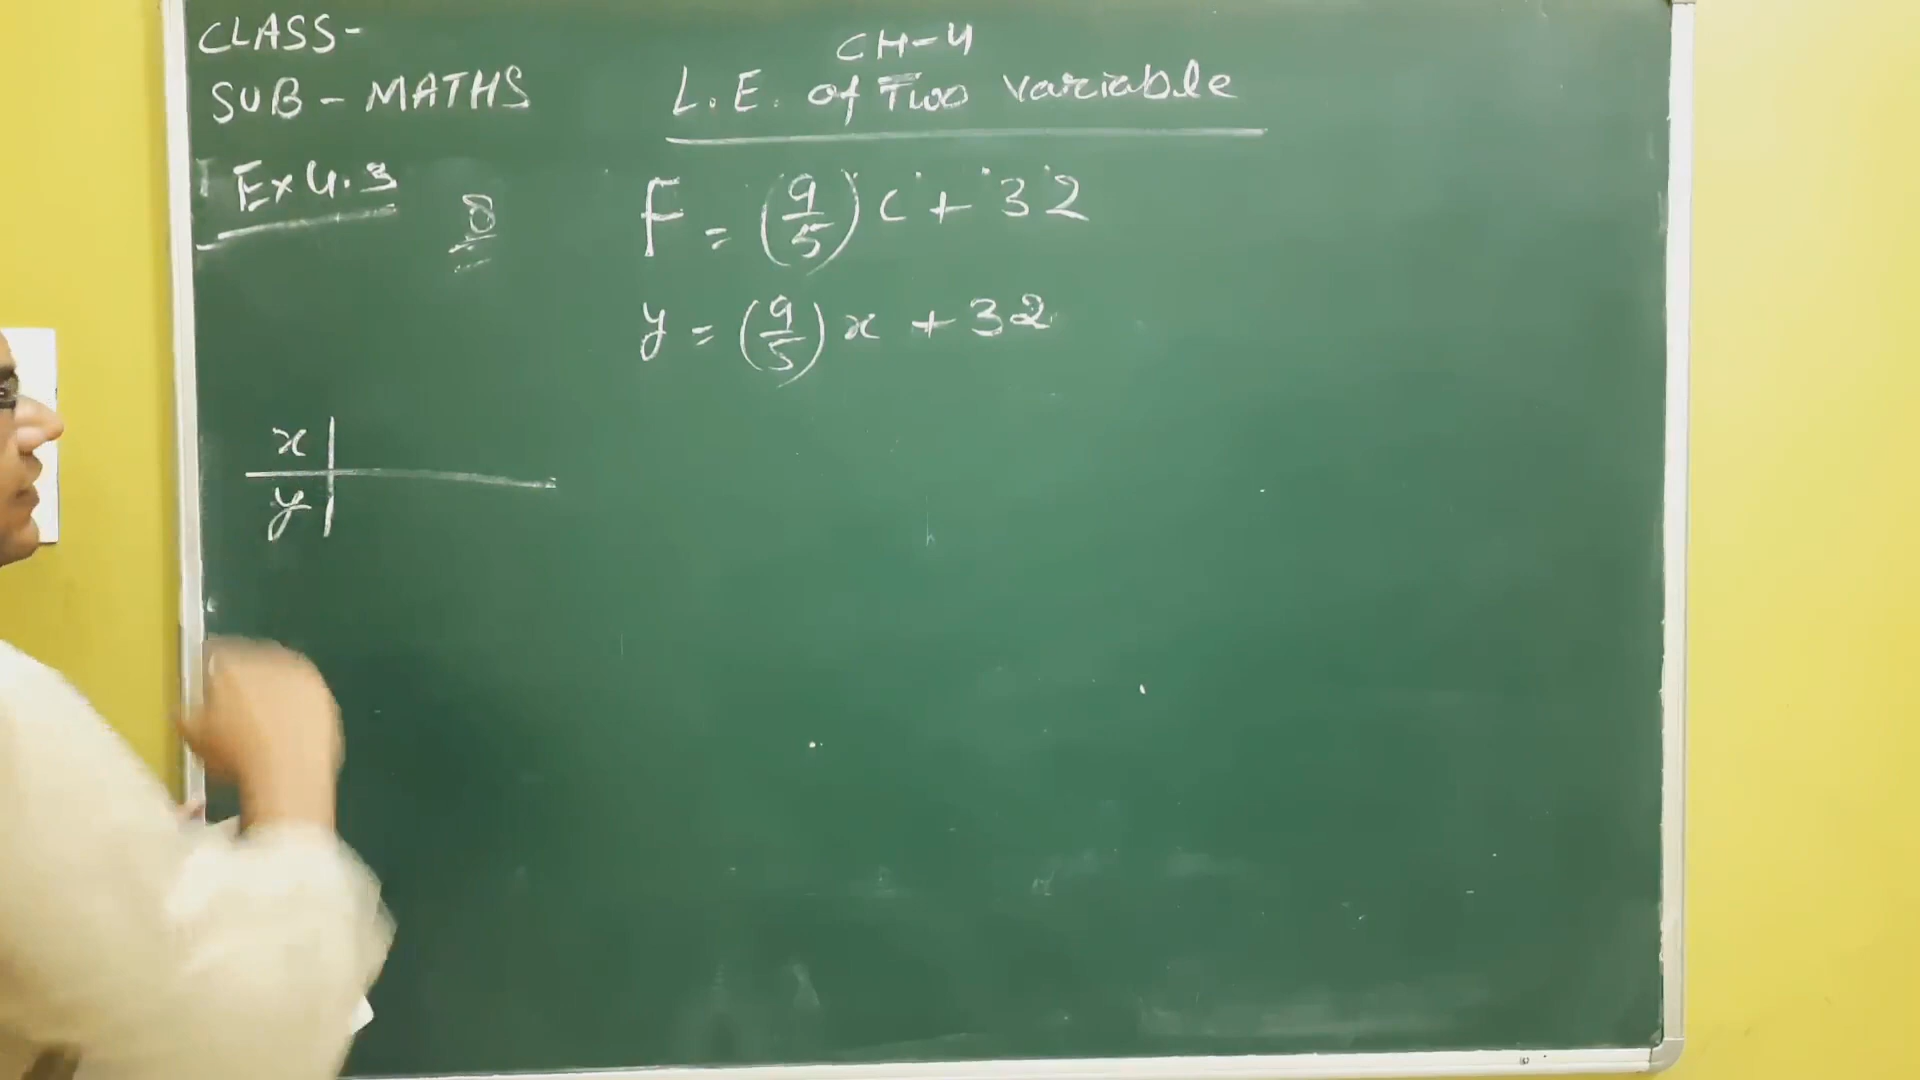 CLASS-
SUB - MATHS
CH-4
L.E. of Two variable
Ex 4.3
8
F = (9/5) C + 32
y = (9/5) x + 32
x
y